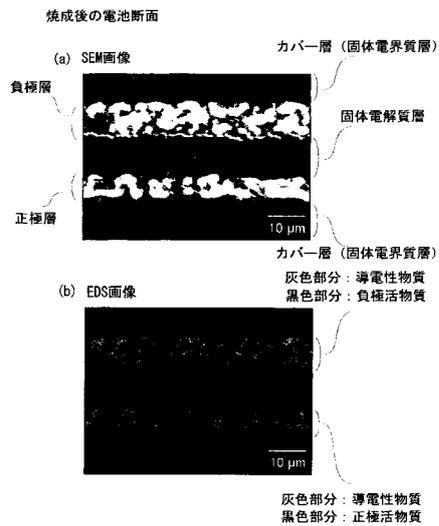 焼成後の電池断面
(a) SEM画像
カバー層（固体電界質層）
負極層
固体電解質層
正極層
10 μm
カバー層（固体電界質層）
(b) EDS画像
灰色部分：導電性物質
黒色部分：負極活物質
10 μm
灰色部分：導電性物質
黒色部分：正極活物質